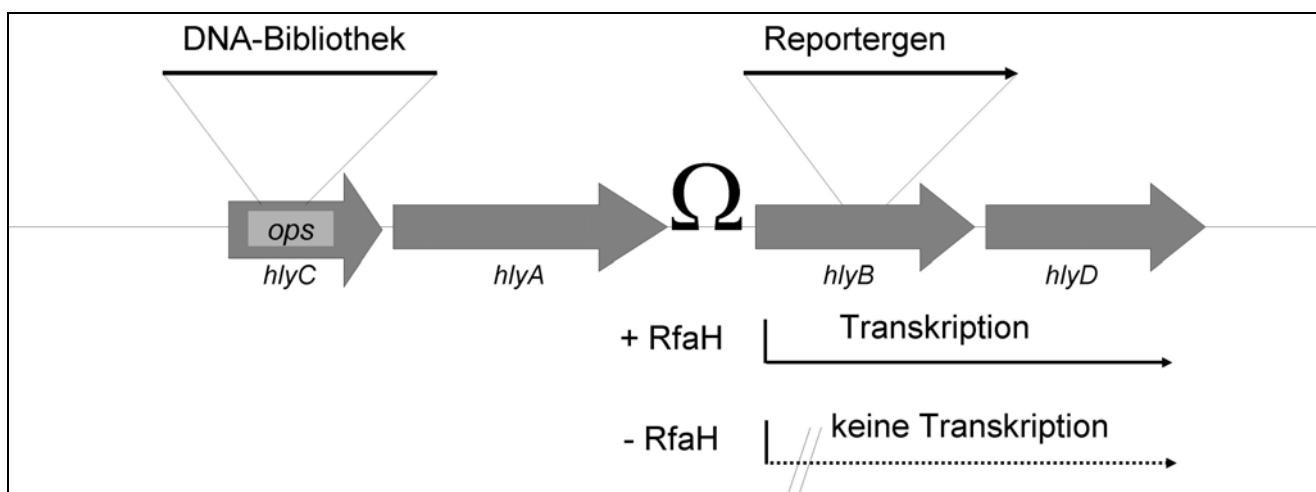 DNA-Bibliothek Reportergen
Ω
ops
hlyC hlyA hlyB hlyD
+ RfaH Transkription
- RfaH keine Transkription